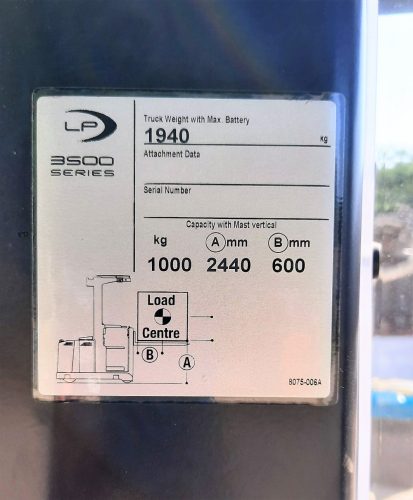 LP
3500
SERIES
Truck Weight with Max. Battery
1940 kg
Attachment Data
Serial Number
Capacity with Mast vertical
kg A mm B mm
1000 2440 600
Load
Centre
B
A
8075-006A